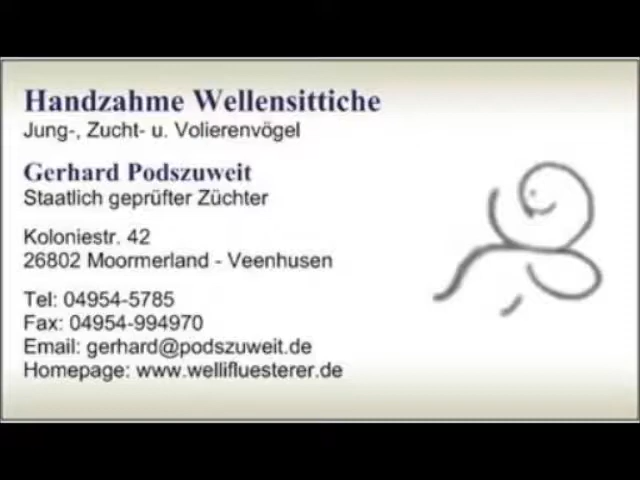 Handzahme Wellensittiche
Jung-, Zucht- u. Volierenvögel
Gerhard Podszuweit
Staatlich geprüfter Züchter
Koloniestr. 42
26802 Moormerland - Veenhusen
Tel: 04954-5785
Fax: 04954-994970
Email: gerhard@podszuweit.de
Homepage: www.wellifluesterer.de